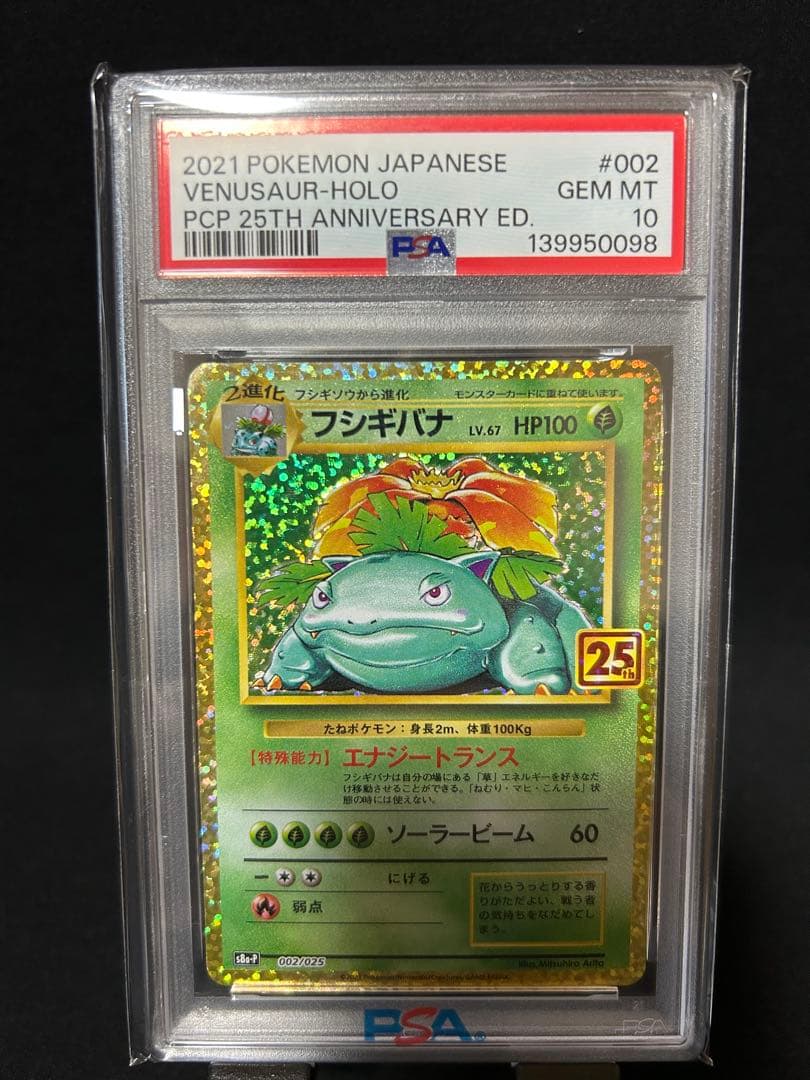 2021 POKEMON JAPANESE #002
VENUSAUR-HOLO GEM MT
PCP 25TH ANNIVERSARY ED. 10
PSA 139950098
2進化 フシギソウから進化 モンスターカードに重ねて使います。
フシギバナ LV.67 HP100
25th
たねポケモン：身長2m、体重100Kg
【特殊能力】エナジートランス
フシギバナは自分の場にある「草」エネルギーを好きなだ
け移動させることができる。「ねむり・マヒ・こんらん」状
態の時には使えない。
ソーラービーム 60
にげる
弱点
花からうっとりする香
りがただよい、戦う者
の気持ちをなだめてし
まう。
s8a-P 002/025 Illus. Mitsuhiro Arita
PSA